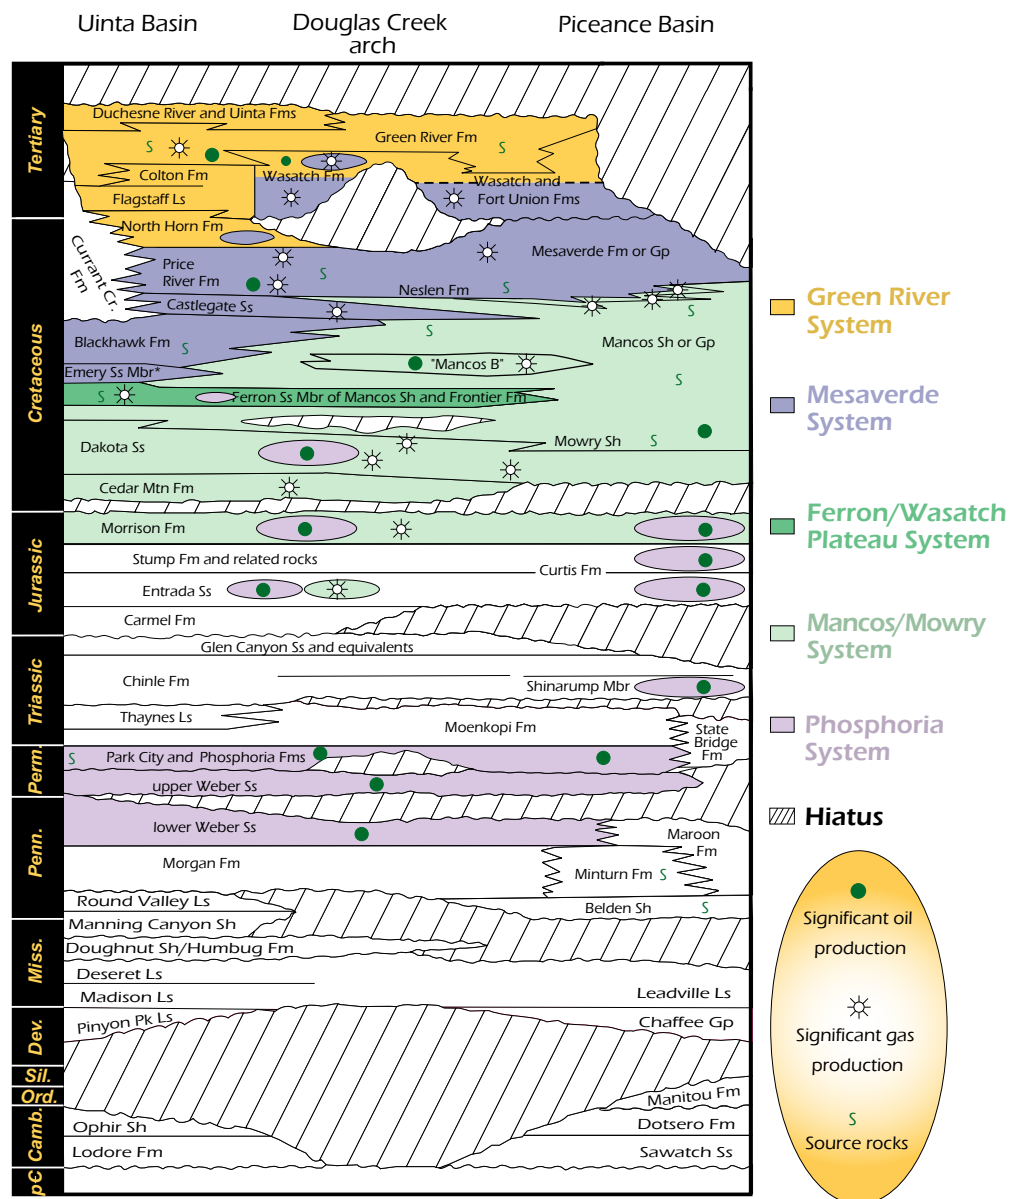 Uinta Basin
Douglas Creek
arch
Piceance Basin
Tertiary
Duchesne River and Uinta Fms
Green River Fm
S
S
Colton Fm
Wasatch Fm
Wasatch and
Fort Union Fms
Flagstaff Ls
Cretaceous
North Horn Fm
Currant Cr.
Fm
Mesaverde Fm or Gp
Price
River Fm
S
Neslen Fm
S
Castlegate Ss
S
S
Blackhawk Fm
S
Mancos Sh or Gp
"Mancos B"
Emery Ss Mbr*
S
S
Ferron Ss Mbr of Mancos Sh and Frontier Fm
Dakota Ss
Mowry Sh
S
Cedar Mtn Fm
Jurassic
Morrison Fm
Stump Fm and related rocks
Curtis Fm
Entrada Ss
Carmel Fm
Triassic
Glen Canyon Ss and equivalents
Chinle Fm
Shinarump Mbr
Thaynes Ls
Moenkopi Fm
State
Bridge
Fm
Perm.
S
Park City and Phosphoria Fms
upper Weber Ss
Penn.
lower Weber Ss
Maroon
Fm
Morgan Fm
Minturn Fm
S
Round Valley Ls
Belden Sh
S
Manning Canyon Sh
Miss.
Doughnut Sh/Humbug Fm
Deseret Ls
Madison Ls
Leadville Ls
Dev.
Pinyon Pk Ls
Chaffee Gp
Sil.
Ord.
Manitou Fm
Camb.
Ophir Sh
Dotsero Fm
Lodore Fm
Sawatch Ss
pЄ
Green River
System
Mesaverde
System
Ferron/Wasatch
Plateau System
Mancos/Mowry
System
Phosphoria
System
Hiatus
Significant oil
production
Significant gas
production
S
Source rocks